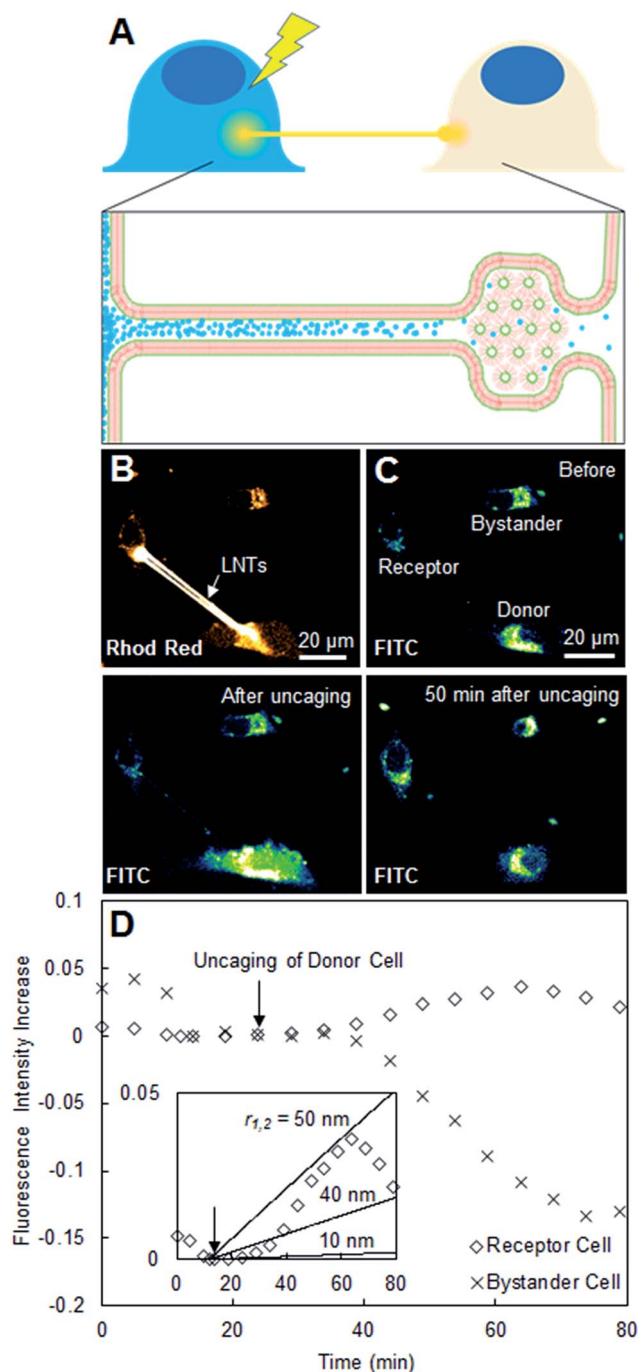 A
B
LNTs
Rhod Red
20 µm
C
Before
Bystander
Receptor
Donor
FITC
20 µm
After uncaging
FITC
50 min after uncaging
FITC
D
Uncaging of Donor Cell
0.1
0.05
0
-0.05
-0.1
-0.15
-0.2
Fluorescence Intensity Increase
0.05
0
r1,2 = 50 nm
40 nm
10 nm
0 20 40 60 80
Receptor Cell
Bystander Cell
0 20 40 60 80
Time (min)